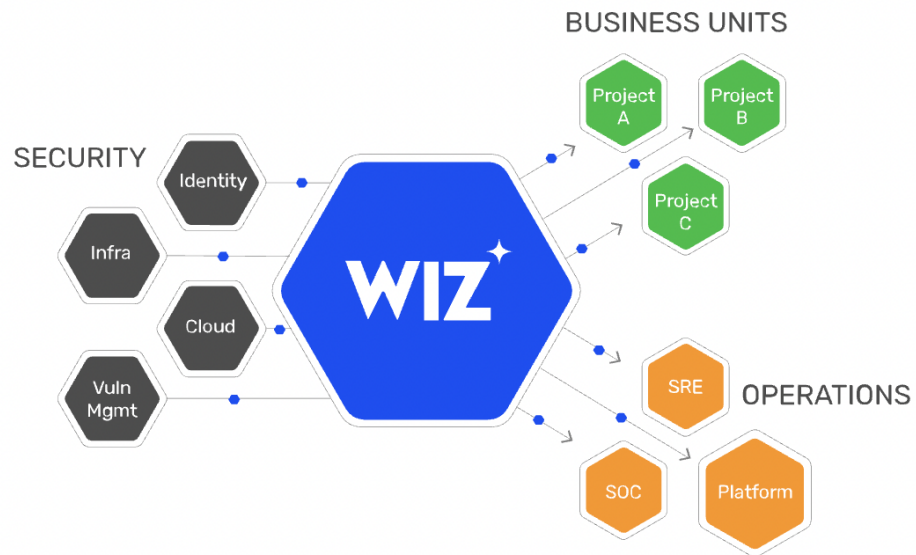 BUSINESS UNITS
Project
A
Project
B
Project
C
SECURITY
Identity
Infra
Cloud
Vuln
Mgmt
WIZ
SRE
OPERATIONS
SOC
Platform